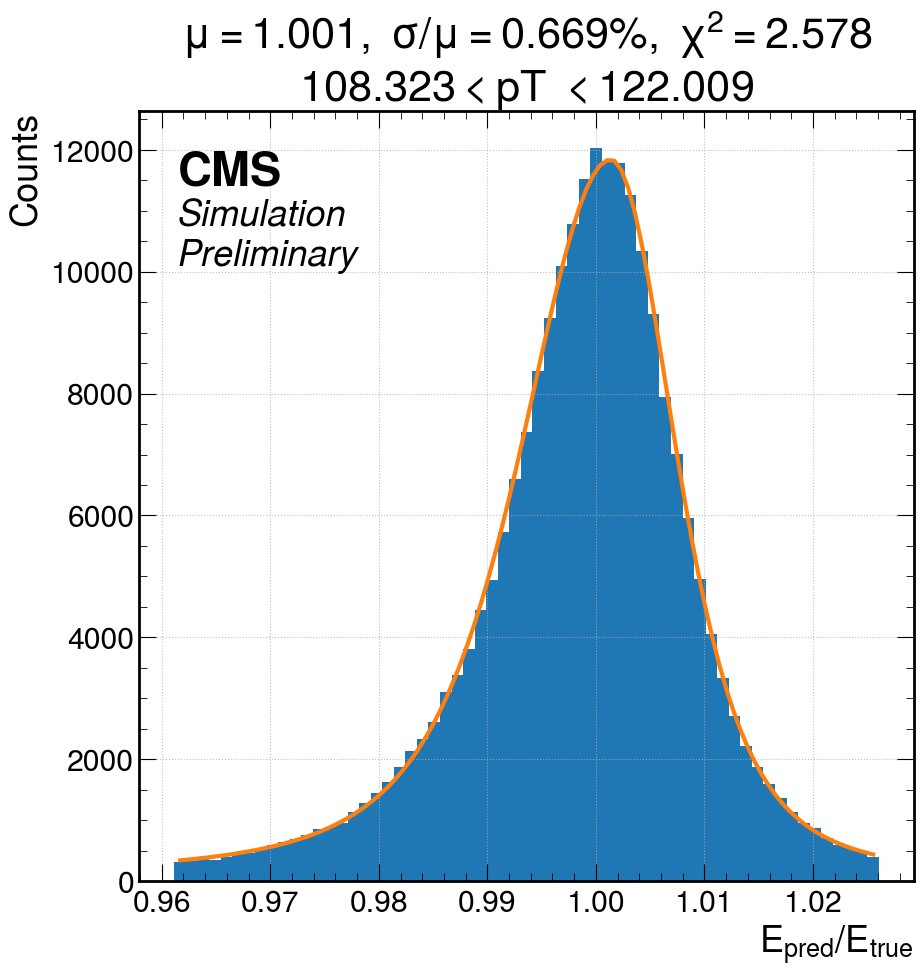 μ = 1.001, σ/μ = 0.669%, χ² = 2.578
108.323 < pT < 122.009
Counts
CMS
Simulation
Preliminary
12000
10000
8000
6000
4000
2000
0
0.96 0.97 0.98 0.99 1.00 1.01 1.02
E_pred/E_true